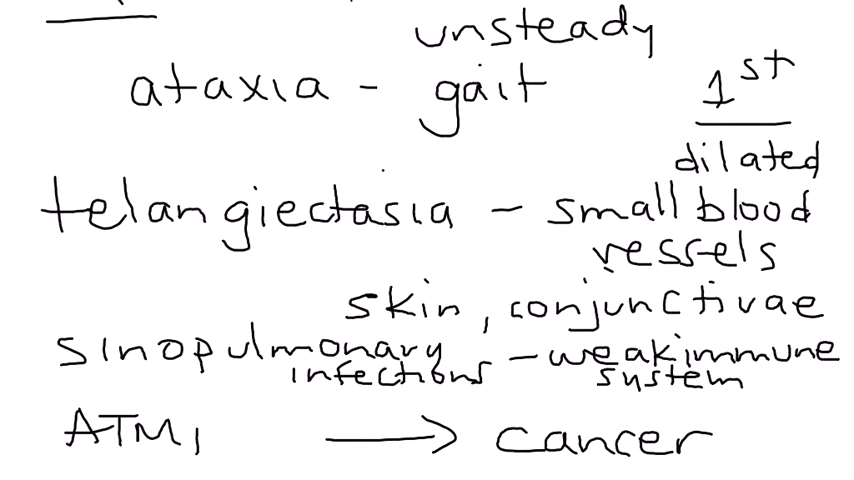 unsteady
ataxia - gait 1st
dilated
telangiectasia - small blood
vessels
skin, conjunctivae
sinopulmonary - weak immune
infections system
ATM, → cancer